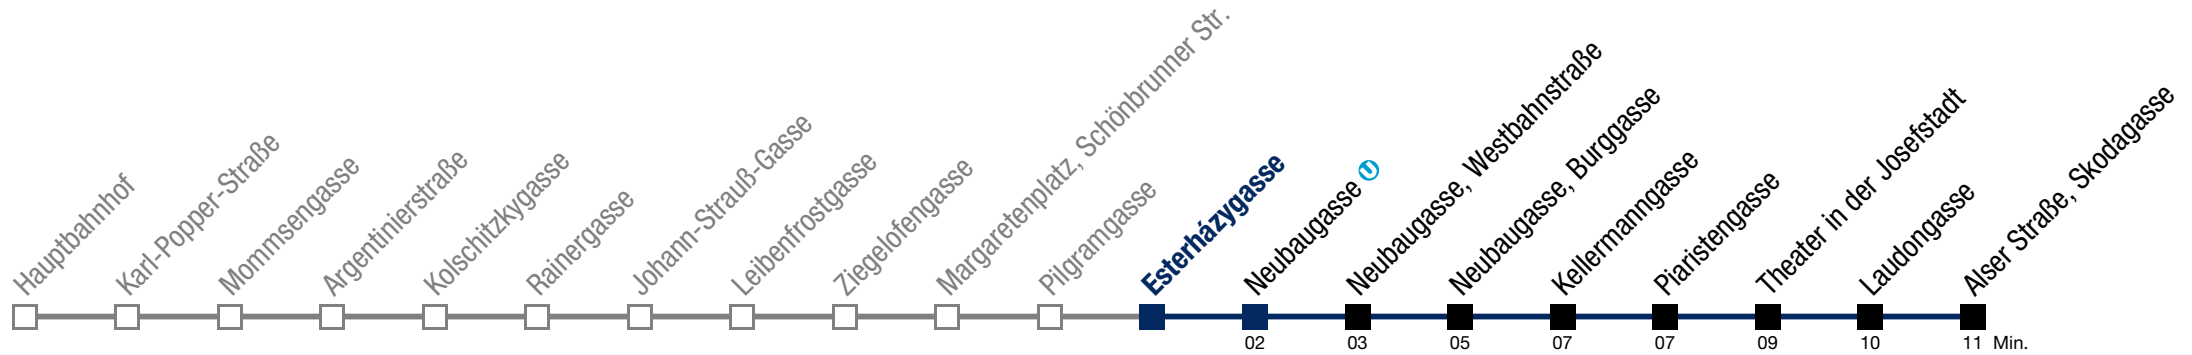 Hauptbahnhof
Karl-Popper-Straße
Mommsengasse
Argentinierstraße
Kolschitzkygasse
Rainergasse
Johann-Strauß-Gasse
Leibenfrostgasse
Ziegelofengasse
Margaretenplatz, Schönbrunner Str.
Pilgramgasse
Esterházygasse
Neubaugasse U
Neubaugasse, Westbahnstraße
Neubaugasse, Burggasse
Kellermanngasse
Piaristengasse
Theater in der Josefstadt
Laudongasse
Alser Straße, Skodagasse
02 03 05 07 07 09 10 11 Min.